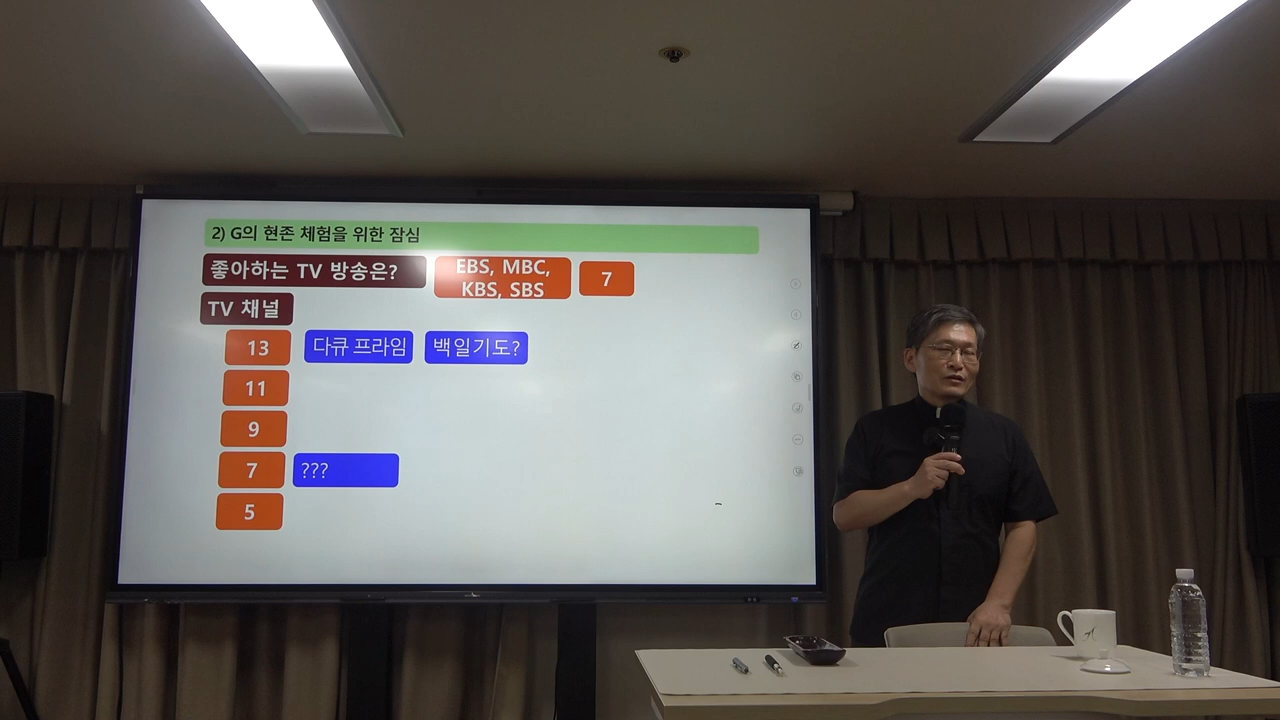 2) G의 현존 체험을 위한 잠심
좋아하는 TV 방송은?
EBS, MBC,
KBS, SBS
7
TV 채널
13 다큐 프라임 백일기도?
11
9
7 ???
5